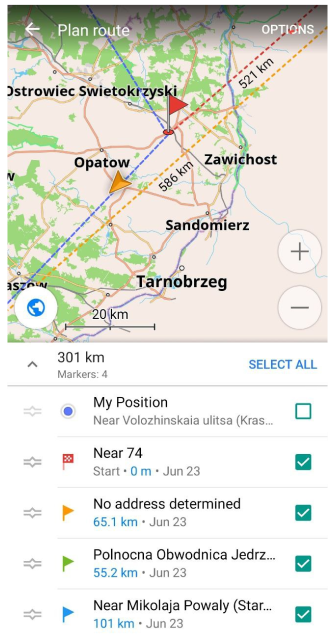 Plan route
OPTIONS
Ostrowiec Swietokrzyski
521 km
Opatow
Zawichost
586 km
Sandomierz
Tarnobrzeg
20 km
301 km
Markers: 4
SELECT ALL
My Position
Near Volozhinskaia ulitsa (Kras...
Near 74
Start • 0 m • Jun 23
No address determined
65.1 km • Jun 23
Polnocna Obwodnica Jedrz...
55.2 km • Jun 23
Near Mikolaja Powaly (Star...
101 km • Jun 23